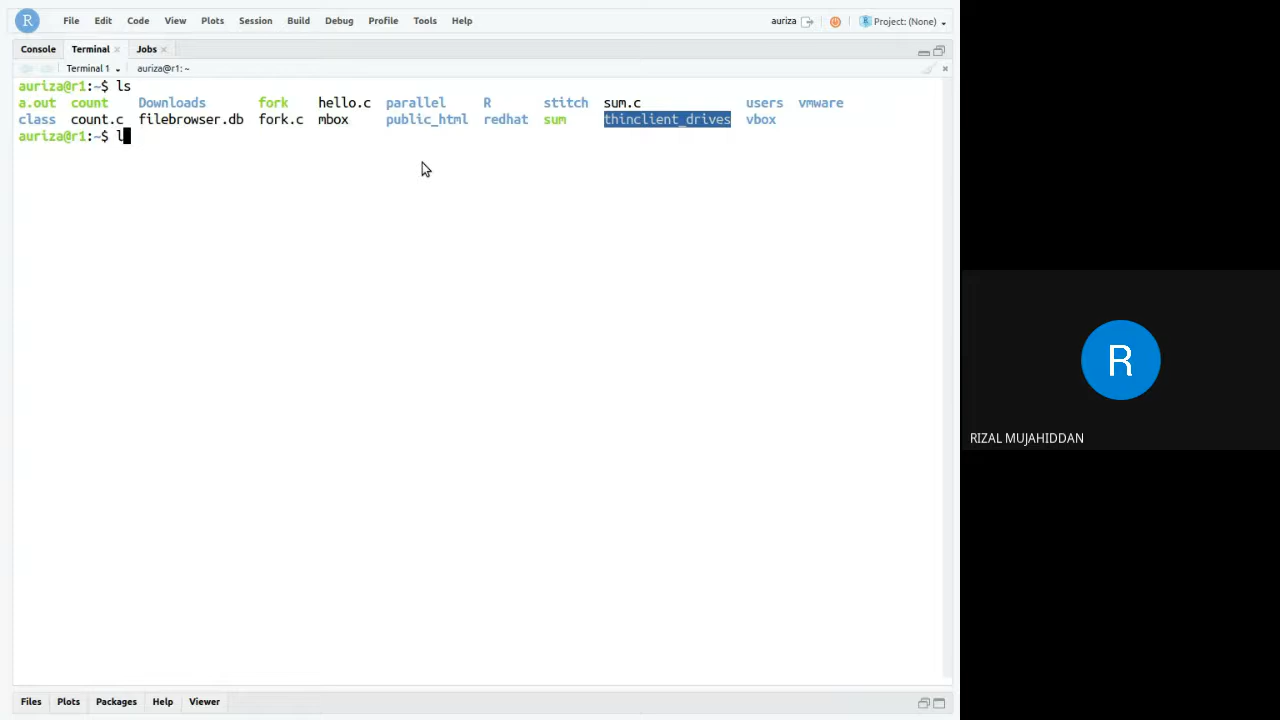 R File Edit Code View Plots Session Build Debug Profile Tools Help auriza R Project: (None)
Console Terminal × Jobs ×
Terminal 1 auriza@r1: ~
auriza@r1:~$ ls
a.out count Downloads fork hello.c parallel R stitch sum.c users vmware
class count.c filebrowser.db fork.c mbox public_html redhat sum thinclient_drives vbox
auriza@r1:~$ l
R
RIZAL MUJAHIDDAN
Files Plots Packages Help Viewer